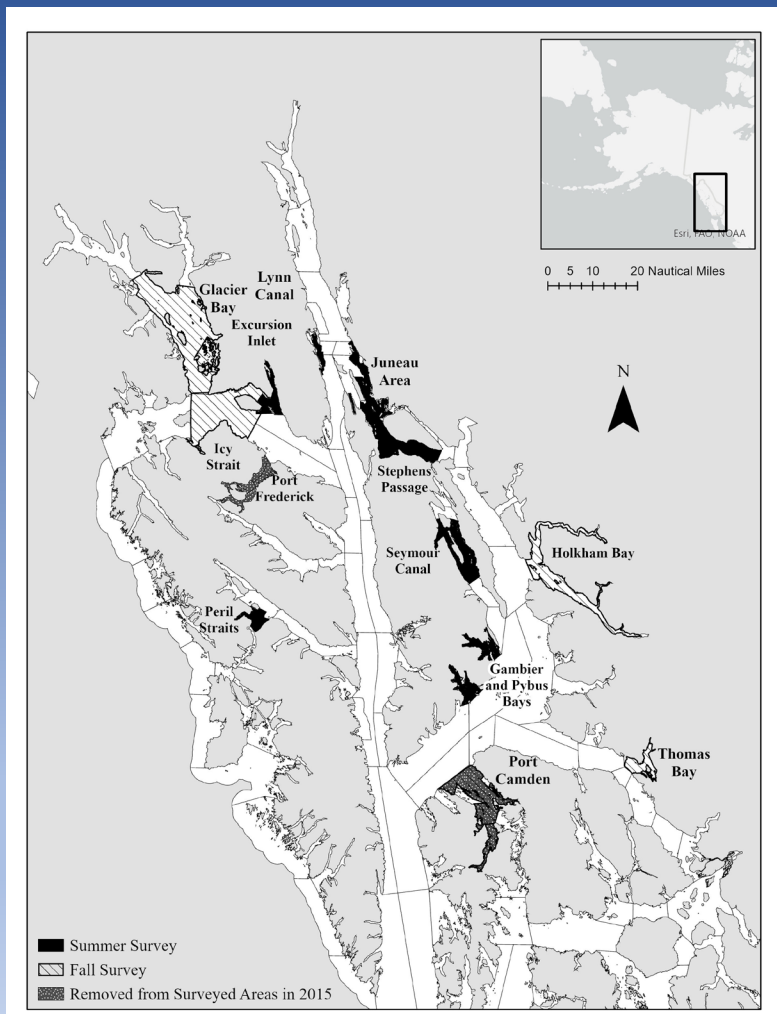 Esri, FAO, NOAA
0 5 10 20 Nautical Miles
N
Glacier
Bay
Lynn
Canal
Excursion
Inlet
Juneau
Area
Icy
Strait
Port
Frederick
Stephens
Passage
Seymour
Canal
Holkham Bay
Peril
Straits
Gambier
and Pybus
Bays
Port
Camden
Thomas
Bay
Summer Survey
Fall Survey
Removed from Surveyed Areas in 2015